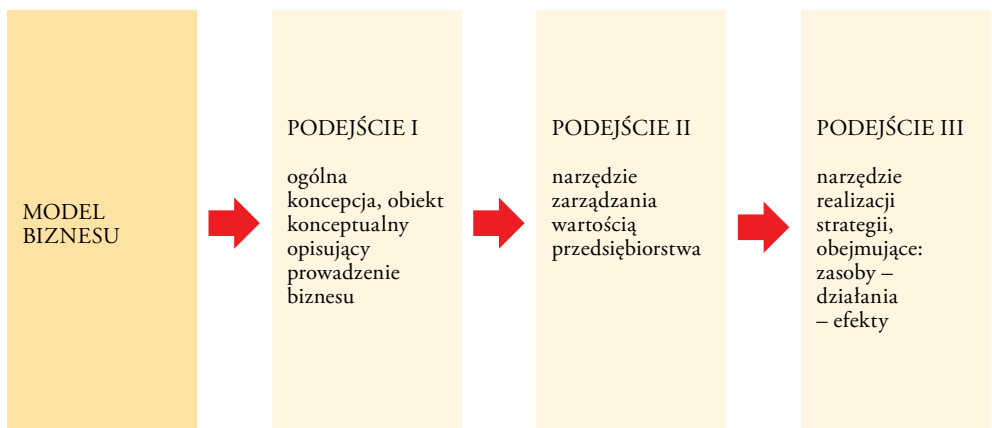 MODEL
BIZNESU
PODEJŚCIE I
ogólna
koncepcja, obiekt
konceptualny
opisujący
prowadzenie
biznesu
PODEJŚCIE II
narzędzie
zarządzania
wartością
przedsiębiorstwa
PODEJŚCIE III
narzędzie
realizacji
strategii,
obejmujące:
zasoby –
działania
– efekty